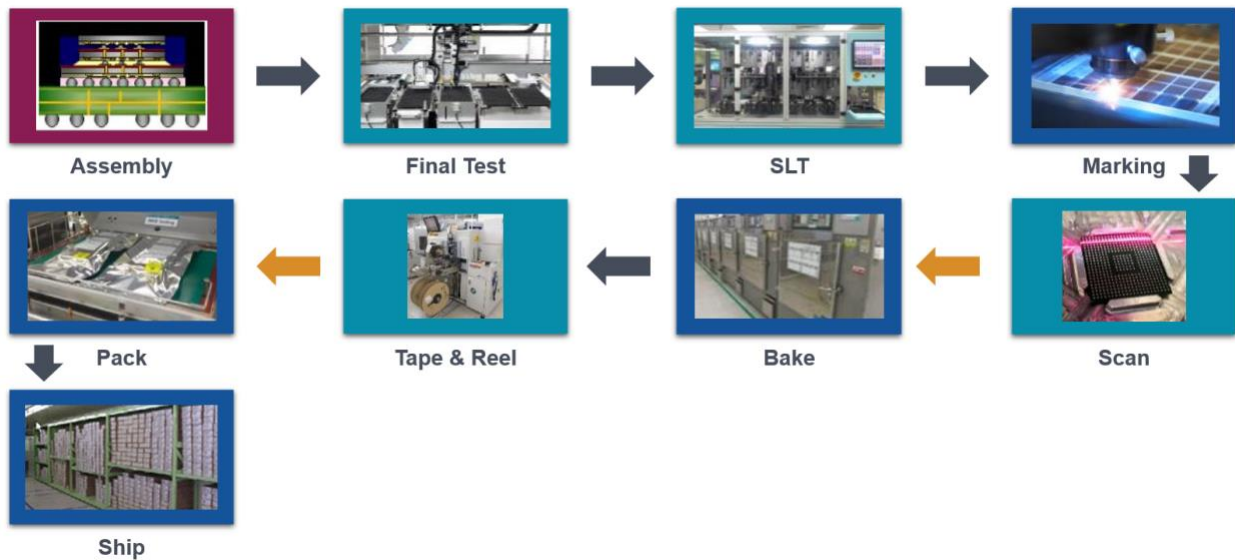 Assembly
Final Test
SLT
Marking
Pack
Tape & Reel
Bake
Scan
Ship